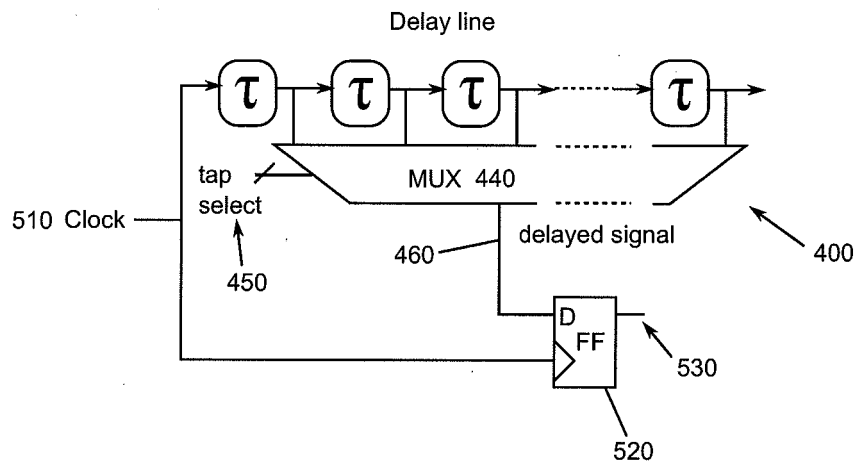 Delay line
τ τ τ τ
tap
select
MUX 440
510 Clock
460
delayed signal
400
450
D
FF
530
520